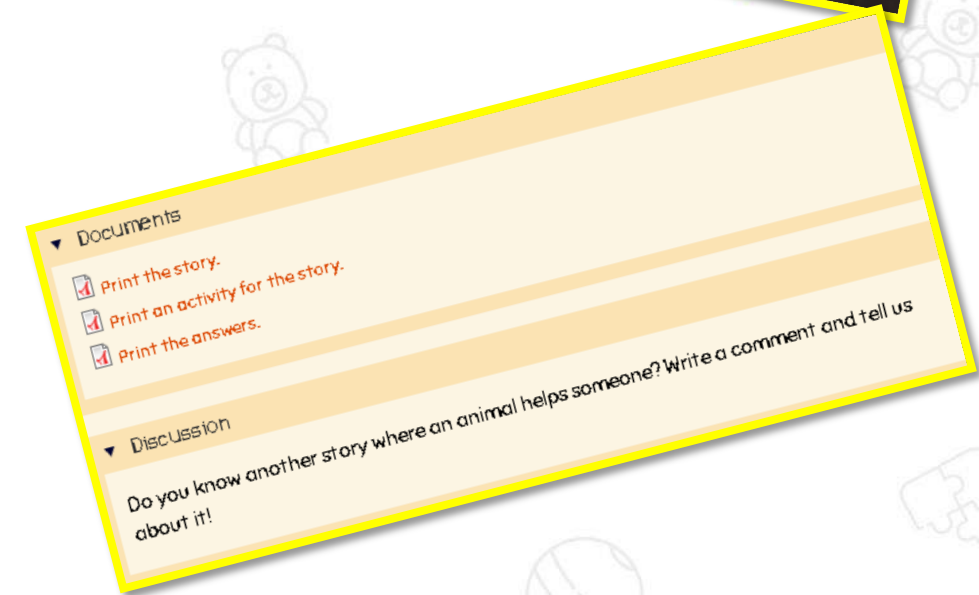 Documents
Print the story.
Print an activity for the story.
Print the answers.
Discussion
Do you know another story where an animal helps someone? Write a comment and tell us
about it!